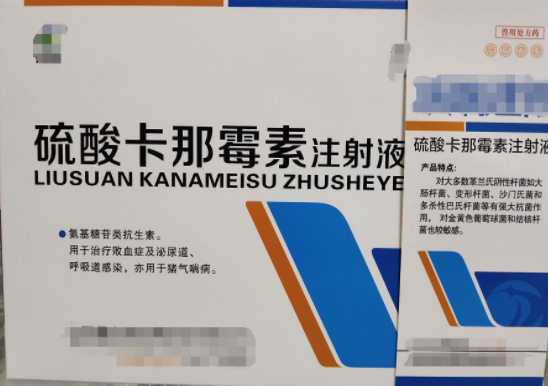 硫酸卡那霉素注射液
LIUSUAN KANAMEISU ZHUSHEYE
●氨基糖苷类抗生素。
用于治疗败血症及泌尿道、
呼吸道感染,亦用于猪气喘病。
兽用处方药
硫酸卡那霉素注射液
产品特点:
对大多数革兰氏阴性杆菌如大
肠杆菌、变形杆菌、沙门氏菌和
多杀性巴氏杆菌等有强大抗菌作
用, 对金黄色葡萄球菌和结核杆
菌也较敏感。